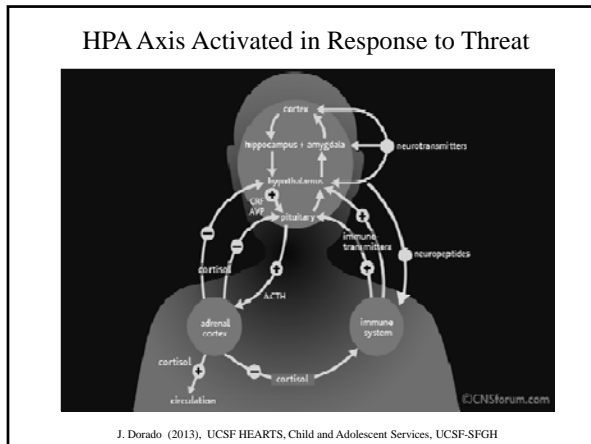 HPA Axis Activated in Response to Threat
cortex
hippocampus + amygdala
neurotransmitters
hypothalamus
+
CRF
AVP
pituitary
+
−
−
immuno-
transmitters
neuropeptides
cortisol
+
+
ACTH
adrenal
cortex
immune
system
cortisol
+
−
cortisol
circulation
©CNSforum.com
J. Dorado (2013), UCSF HEARTS, Child and Adolescent Services, UCSF-SFGH